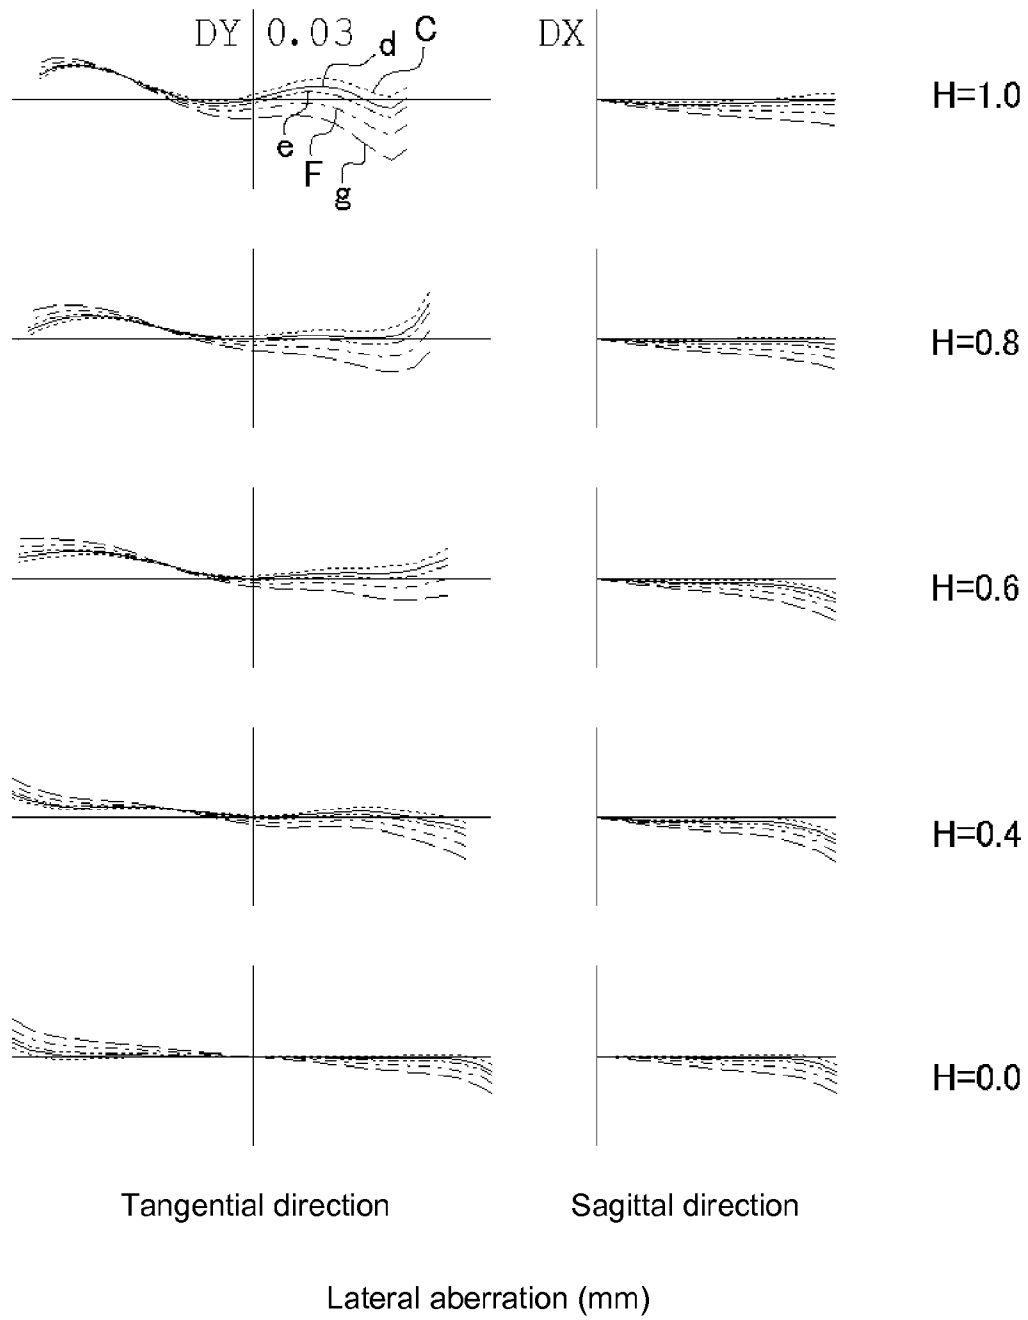 DY 0.03 DX
d C
e F g
H=1.0
H=0.8
H=0.6
H=0.4
H=0.0
Tangential direction Sagittal direction
Lateral aberration (mm)